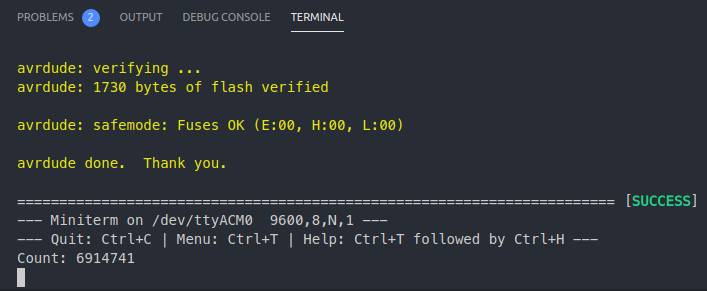 PROBLEMS 2 OUTPUT DEBUG CONSOLE TERMINAL
avrdude: verifying ...
avrdude: 1730 bytes of flash verified
avrdude: safemode: Fuses OK (E:00, H:00, L:00)
avrdude done.  Thank you.
======================================================================= [SUCCESS]
--- Miniterm on /dev/ttyACM0  9600,8,N,1 ---
--- Quit: Ctrl+C | Menu: Ctrl+T | Help: Ctrl+T followed by Ctrl+H ---
Count: 6914741